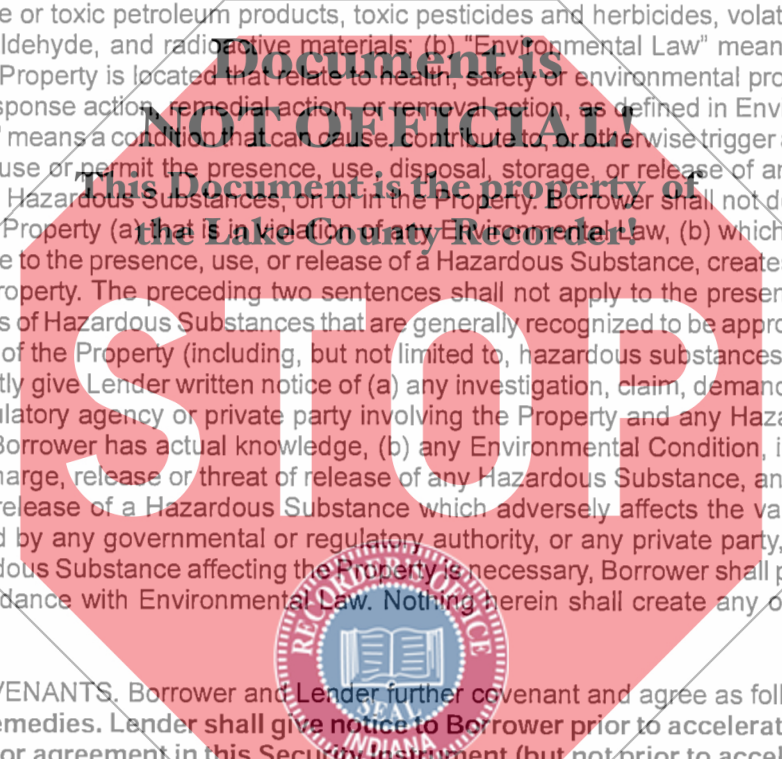 e or toxic petroleum products, toxic pesticides and herbicides, volat
ldehyde, and radioactive materials; (b) “Environmental Law” mean
Document is
Property is located that relate to health, safety or environmental pro
sponse action, remedial action, or removal action, as defined in Env
NOT OFFICIAL!
means a condition that can cause, contribute to, or otherwise trigger
use or permit the presence, use, disposal, storage, or release of an
This Document is the property of
Hazardous Substances, on or in the Property. Borrower shall not d
the Lake County Recorder!
Property (a) that is in violation of any Environmental Law, (b) which
e to the presence, use, or release of a Hazardous Substance, create
roperty. The preceding two sentences shall not apply to the presen
s of Hazardous Substances that are generally recognized to be appr
of the Property (including, but not limited to, hazardous substances
STOP
tly give Lender written notice of (a) any investigation, claim, deman
ulatory agency or private party involving the Property and any Haza
Borrower has actual knowledge, (b) any Environmental Condition, i
harge, release or threat of release of any Hazardous Substance, an
release of a Hazardous Substance which adversely affects the va
d by any governmental or regulatory authority, or any private party,
dous Substance affecting the Property is necessary, Borrower shall p
dance with Environmental Law. Nothing herein shall create any o
RECORDER'S OFFICE
SEAL
INDIANA
VENANTS. Borrower and Lender further covenant and agree as foll
emedies. Lender shall give notice to Borrower prior to accelerat
or agreement in this Security Instrument (but not prior to accel